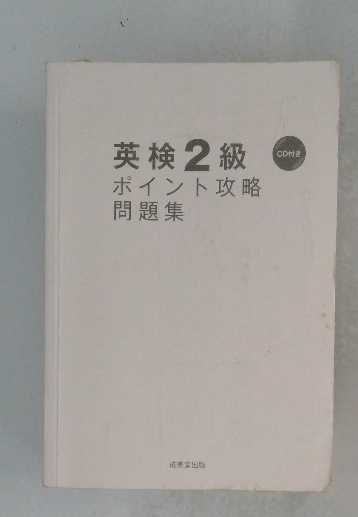 英検2級
CD付き
ポイント攻略
問題集
成美堂出版